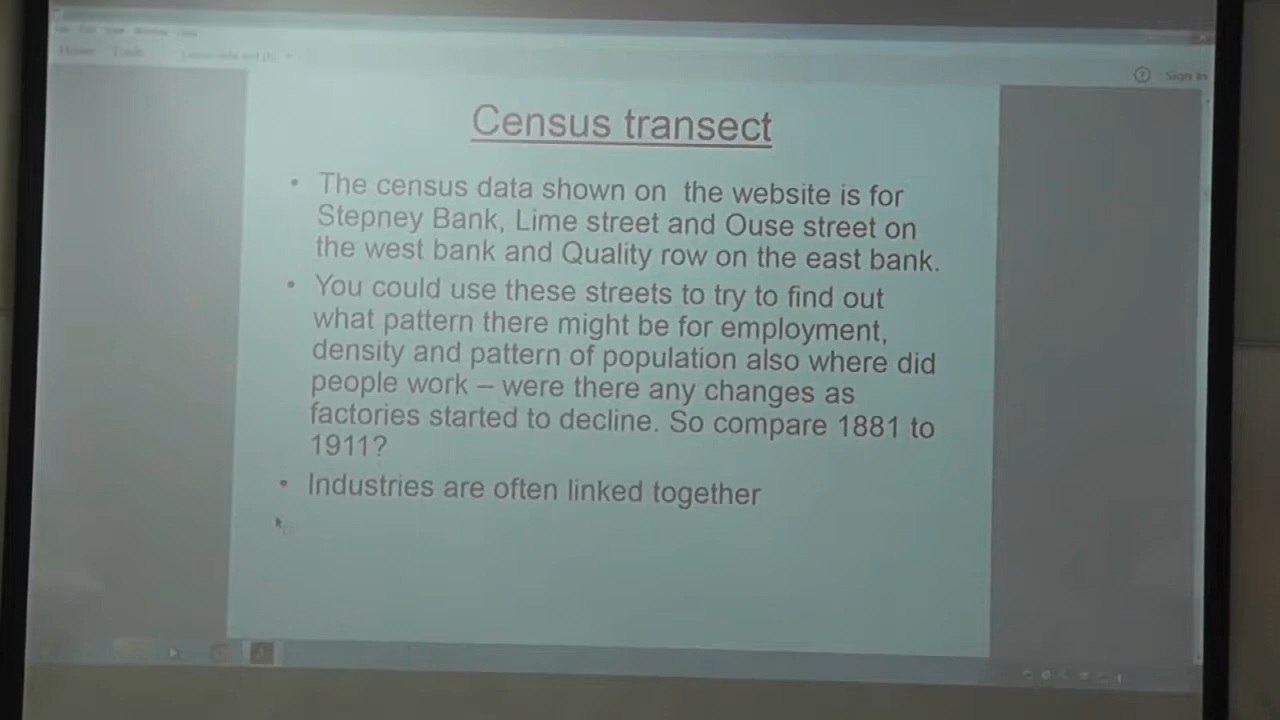 Sign In
Census transect
• The census data shown on the website is for
Stepney Bank, Lime street and Ouse street on
the west bank and Quality row on the east bank.
• You could use these streets to try to find out
what pattern there might be for employment,
density and pattern of population also where did
people work – were there any changes as
factories started to decline. So compare 1881 to
1911?
• Industries are often linked together